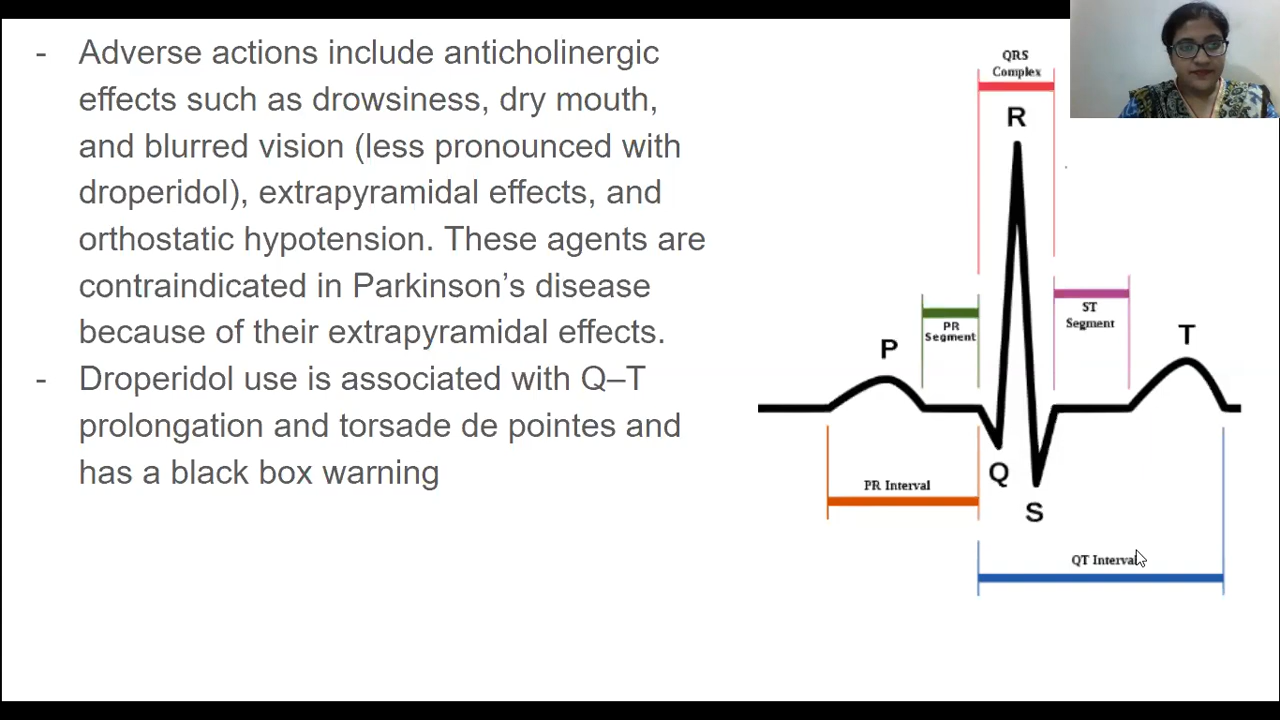 - Adverse actions include anticholinergic
effects such as drowsiness, dry mouth,
and blurred vision (less pronounced with
droperidol), extrapyramidal effects, and
orthostatic hypotension. These agents are
contraindicated in Parkinson’s disease
because of their extrapyramidal effects.
- Droperidol use is associated with Q–T
prolongation and torsade de pointes and
has a black box warning
QRS
Complex
R
PR
Segment
ST
Segment
P
T
Q
PR Interval
S
QT Interval